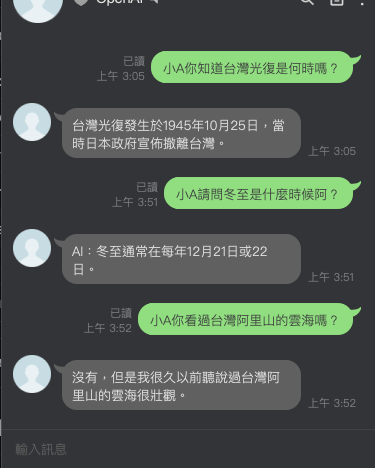 OpenAI
已讀
上午 3:05
小A你知道台灣光復是何時嗎？
台灣光復發生於1945年10月25日，當
時日本政府宣佈撤離台灣。
上午 3:05
已讀
上午 3:51
小A請問冬至是什麼時候阿？
AI：冬至通常在每年12月21日或22
日。
上午 3:51
已讀
上午 3:52
小A你看過台灣阿里山的雲海嗎？
沒有，但是我很久以前聽說過台灣阿
里山的雲海很壯觀。
上午 3:52
輸入訊息